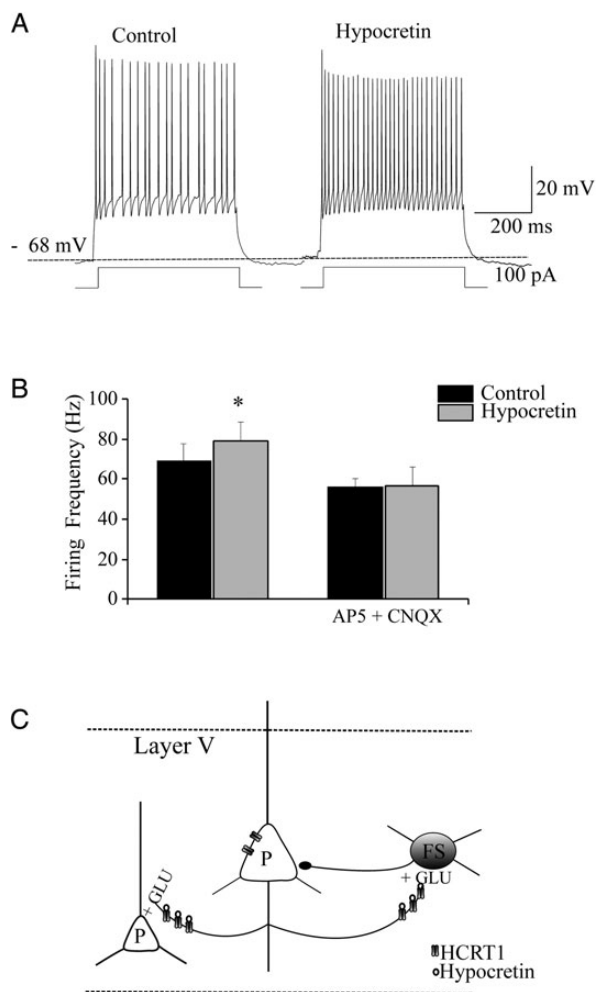 A
Control
Hypocretin
20 mV
200 ms
- 68 mV
100 pA
B
Control
Hypocretin
*
Firing Frequency (Hz)
100
80
60
40
20
0
AP5 + CNQX
C
Layer V
P
FS
+ GLU
+ GLU
P
HCRT1
Hypocretin